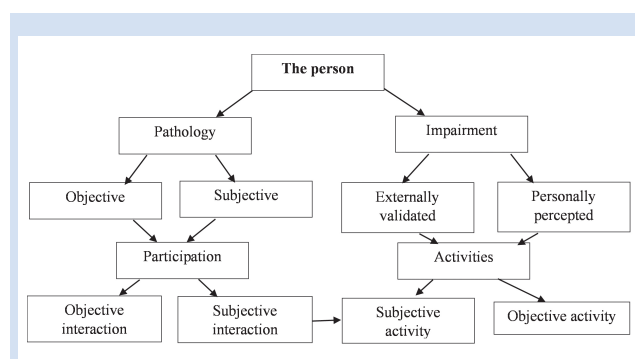 The person
Pathology
Impairment
Objective
Subjective
Externally
validated
Personally
percepted
Participation
Activities
Objective
interaction
Subjective
interaction
Subjective
activity
Objective activity